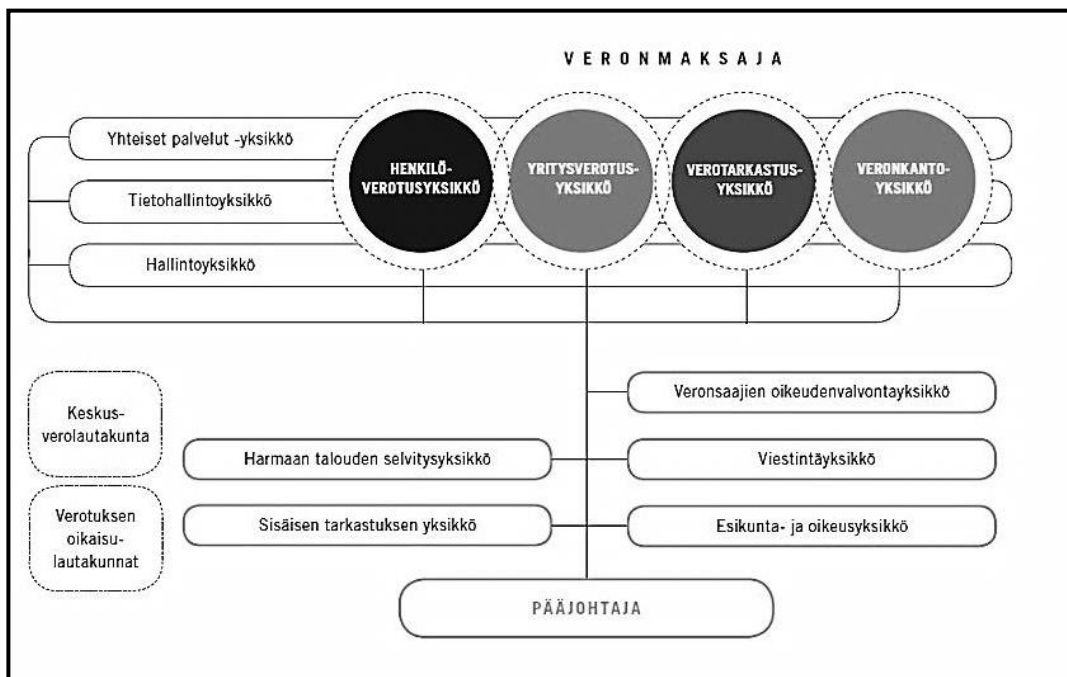 VERONMAKSAJA
Yhteiset palvelut -yksikkö
Tietohallintoyksikkö
Hallintoyksikkö
HENKILÖ-
VEROTUSYKSIKKÖ
YRITYSVEROTUS-
YKSIKKÖ
VEROTARKASTUS-
YKSIKKÖ
VERONKANTO-
YKSIKKÖ
Keskus-
verolautakunta
Verotuksen
oikaisu-
lautakunnat
Veronsaajien oikeudenvalvontayksikkö
Harmaan talouden selvitysyksikkö
Viestintäyksikkö
Sisäisen tarkastuksen yksikkö
Esikunta- ja oikeusyksikkö
PÄÄJOHTAJA